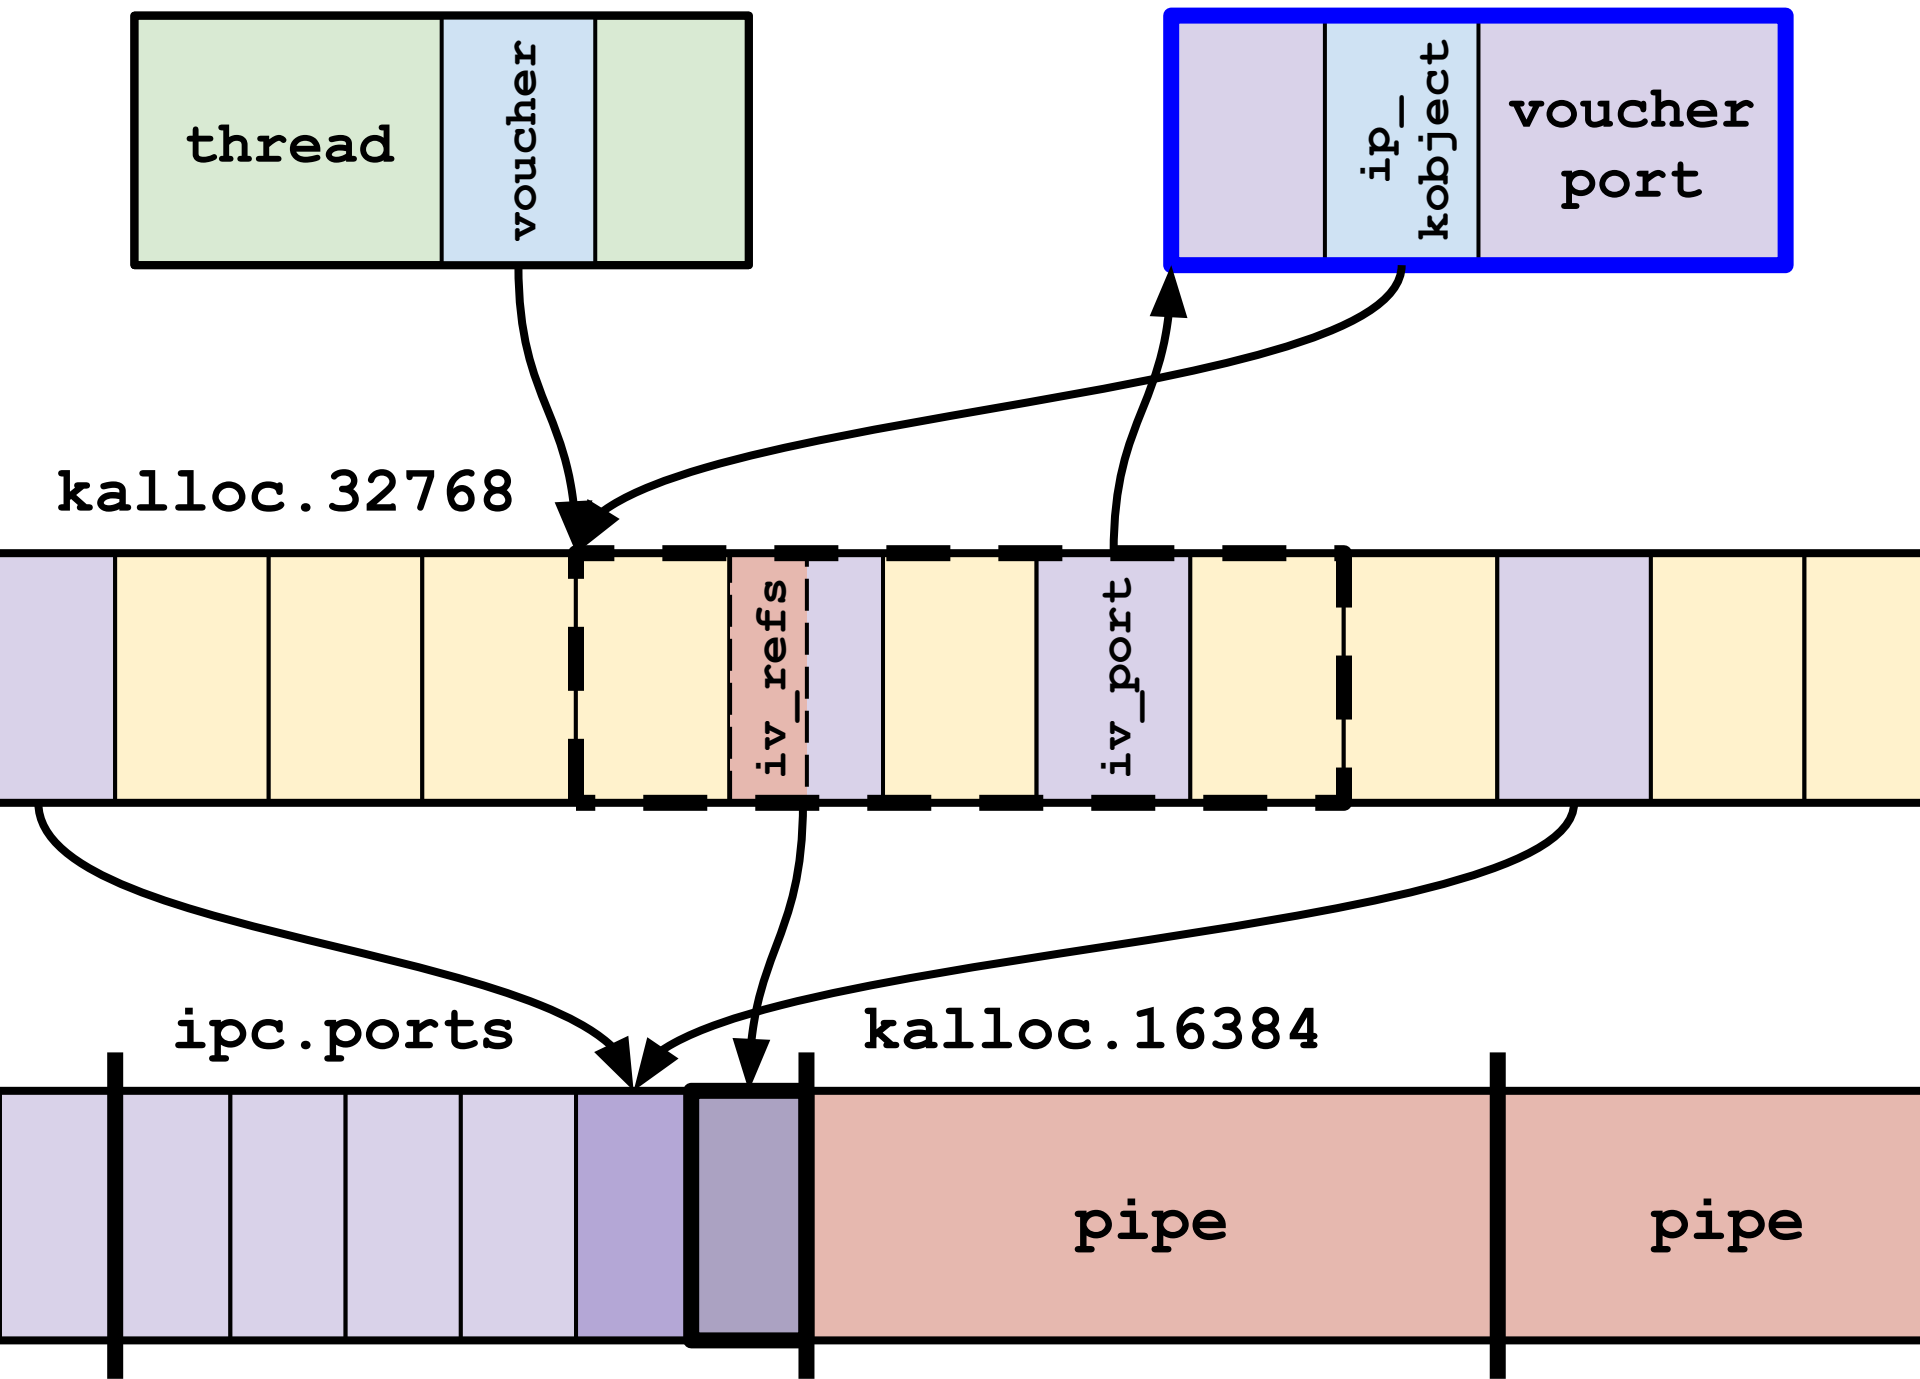 thread
voucher
ip_
kobject
voucher
port
kalloc.32768
iv_refs
iv_port
ipc.ports
kalloc.16384
pipe
pipe